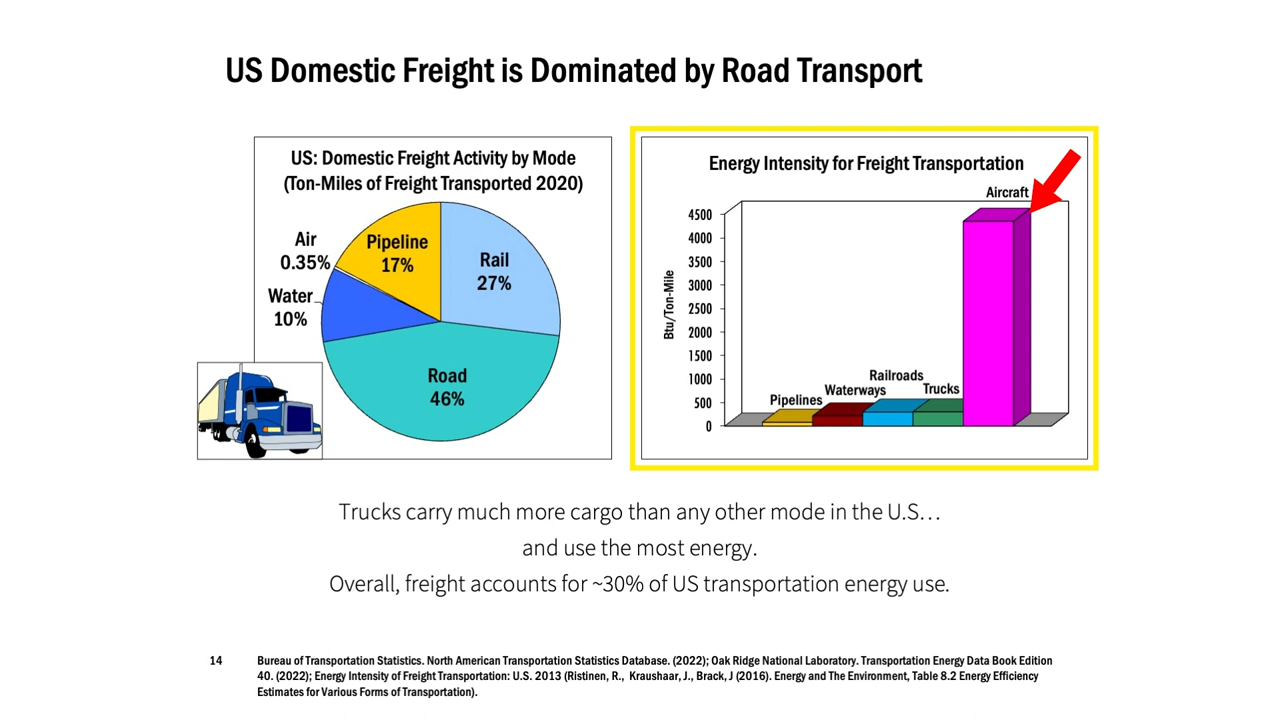 US Domestic Freight is Dominated by Road Transport
US: Domestic Freight Activity by Mode
(Ton-Miles of Freight Transported 2020)
Air
0.35%
Pipeline
17%
Rail
27%
Water
10%
Road
46%
Energy Intensity for Freight Transportation
Aircraft
4500
4000
3500
3000
2500
2000
1500
1000
500
0
Btu/Ton-Mile
Railroads
Trucks
Waterways
Pipelines
Trucks carry much more cargo than any other mode in the U.S…
and use the most energy.
Overall, freight accounts for ~30% of US transportation energy use.
14
Bureau of Transportation Statistics. North American Transportation Statistics Database. (2022); Oak Ridge National Laboratory. Transportation Energy Data Book Edition
40. (2022); Energy Intensity of Freight Transportation: U.S. 2013 (Ristinen, R., Kraushaar, J., Brack, J (2016). Energy and The Environment, Table 8.2 Energy Efficiency
Estimates for Various Forms of Transportation).